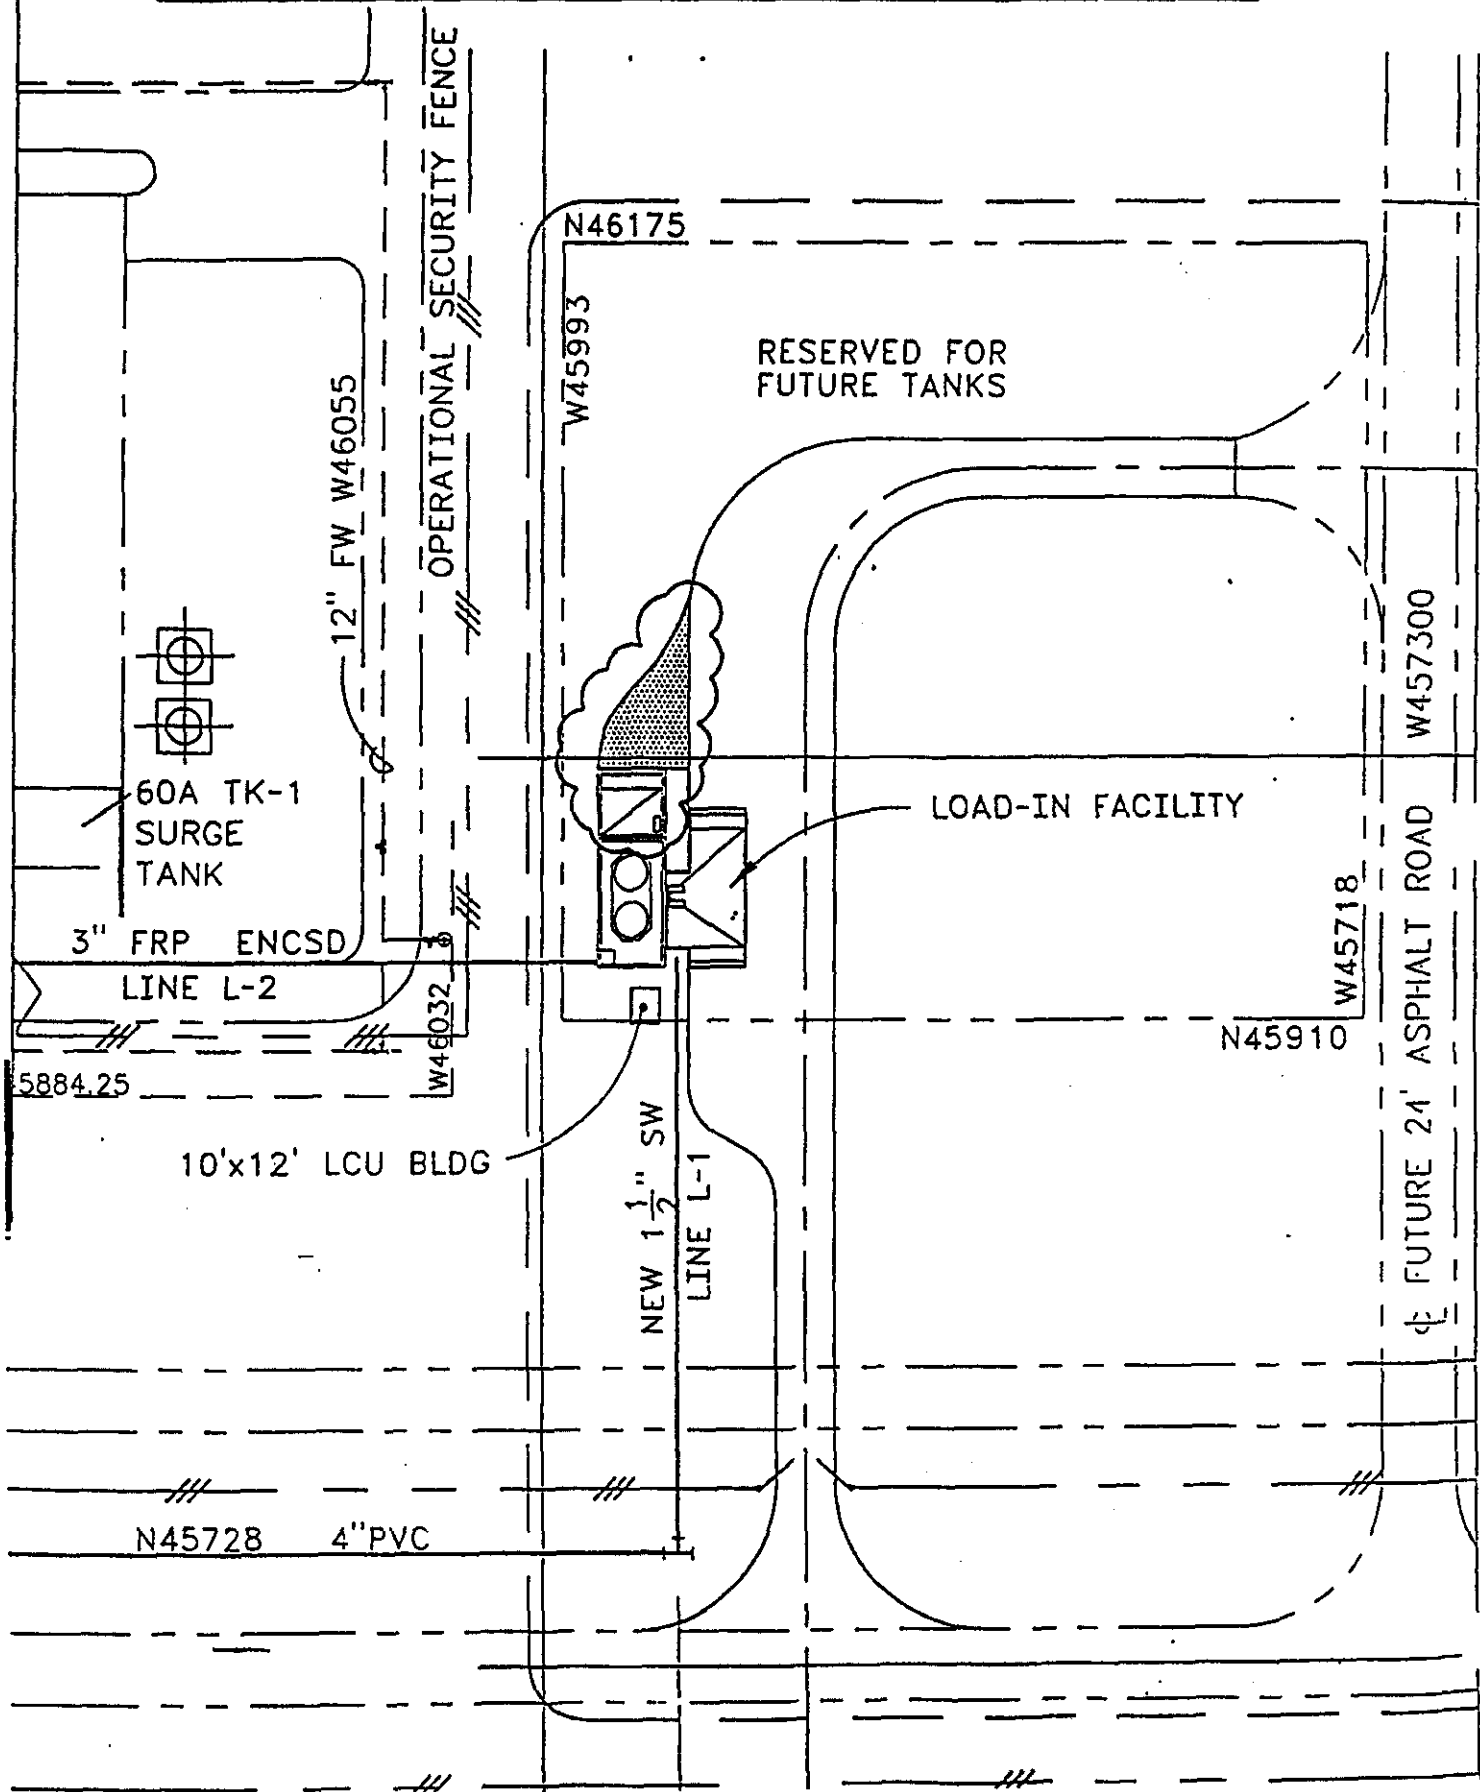 OPERATIONAL SECURITY FENCE
N46175
W45993
RESERVED FOR
FUTURE TANKS
12" FW W46055
W457300
60A TK-1
SURGE
TANK
LOAD-IN FACILITY
3" FRP ENCSD
LINE L-2
W46032
W45718
N45910
5884.25
10'x12' LCU BLDG
NEW 1 1/2" SW
LINE L-1
FUTURE 24' ASPHALT ROAD
N45728 4"PVC